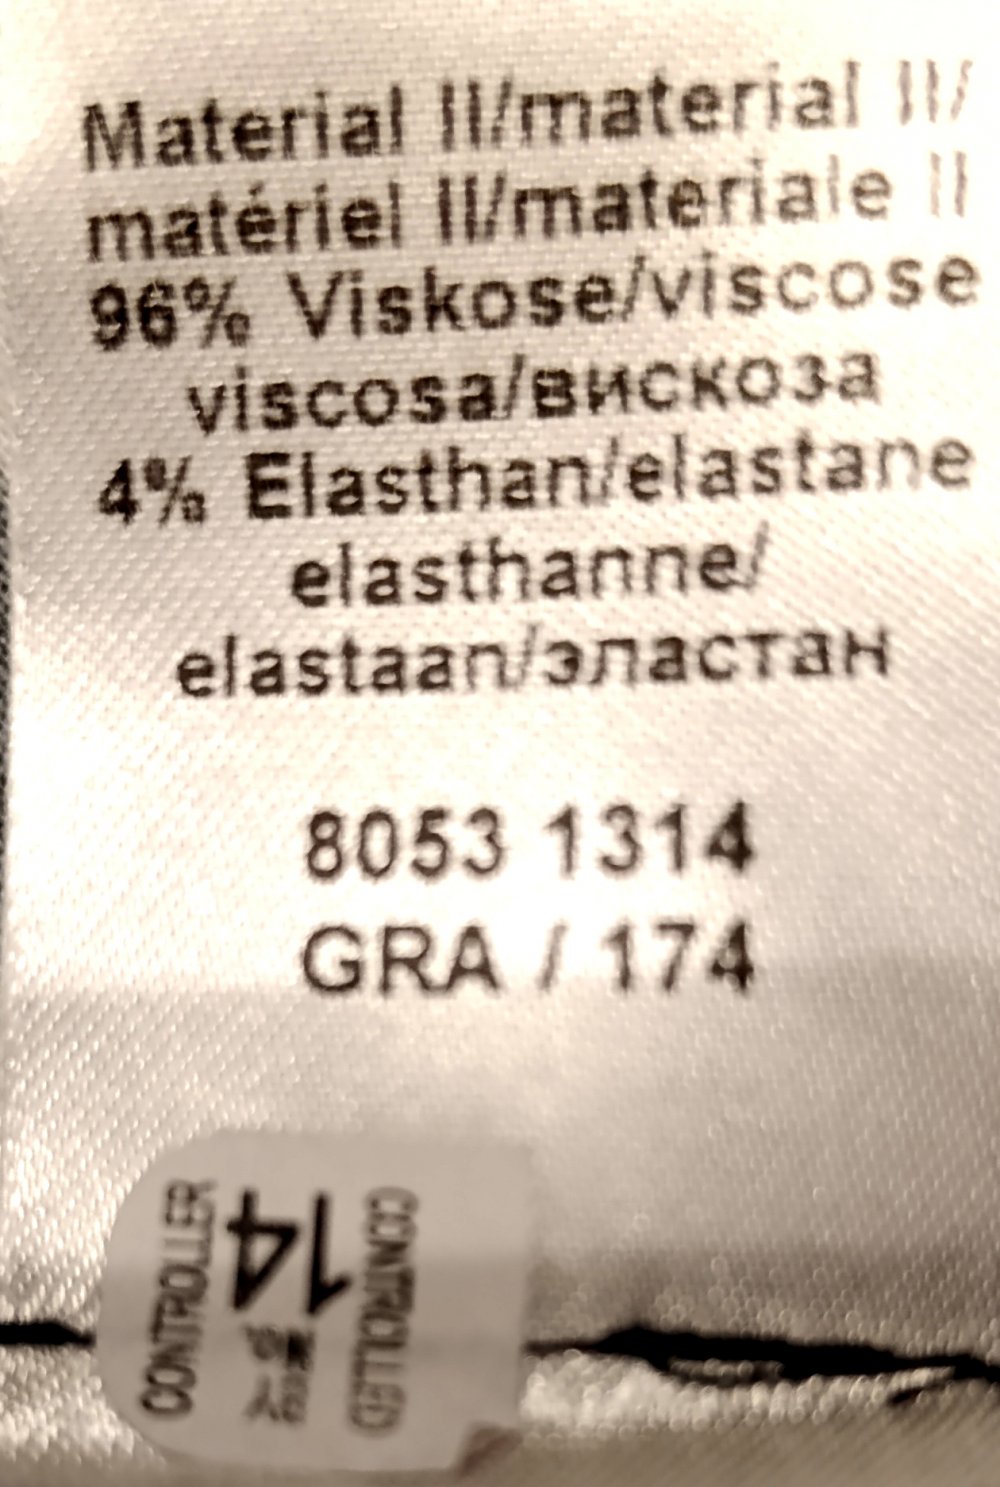 Material II/material II/
matériel II/materiale II
96% Viskose/viscose
viscosa/вискоза
4% Elasthan/elastane
elasthanne/
elastaan/эластан
8053 1314
GRA / 174
CONTROLLED
14
CONTROLLER